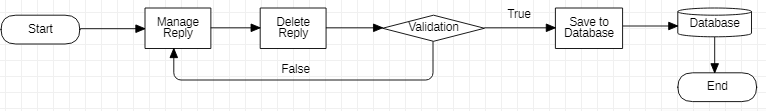 Start
Manage
Reply
Delete
Reply
Validation
True
False
Save to
Database
Database
End